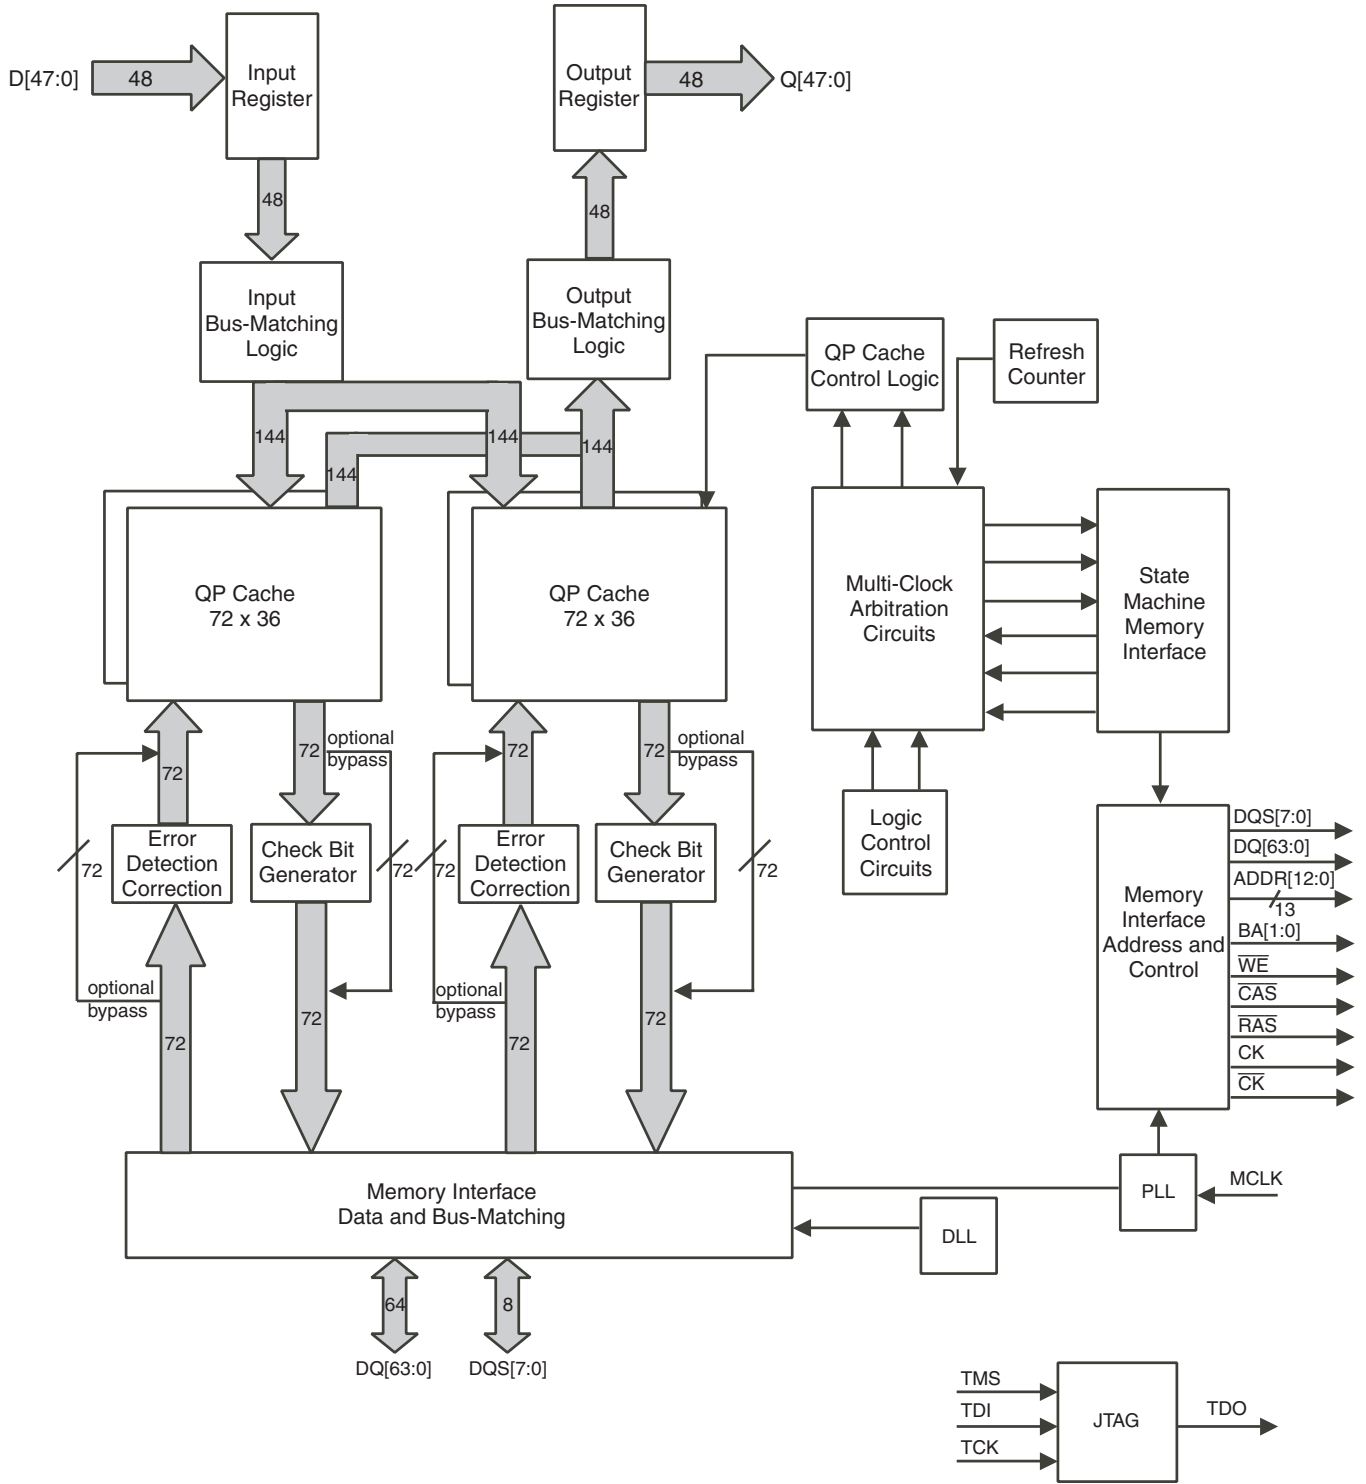 D[47:0]
48
Input
Register
Output
Register
48
Q[47:0]
48
48
Input
Bus-Matching
Logic
Output
Bus-Matching
Logic
QP Cache
Control Logic
Refresh
Counter
144
144
144
144
QP Cache
72 x 36
QP Cache
72 x 36
Multi-Clock
Arbitration
Circuits
State
Machine
Memory
Interface
72
72
optional
bypass
72
72
optional
bypass
Logic
Control
Circuits
72
Error
Detection
Correction
Check Bit
Generator
72
72
Error
Detection
Correction
Check Bit
Generator
72
Memory
Interface
Address and
Control
DQS[7:0]
DQ[63:0]
ADDR[12:0]
13
BA[1:0]
WE
CAS
RAS
CK
CK
optional
bypass
72
72
optional
bypass
72
72
Memory Interface
Data and Bus-Matching
PLL
MCLK
DLL
64
8
DQ[63:0]
DQS[7:0]
TMS
TDI
TCK
JTAG
TDO